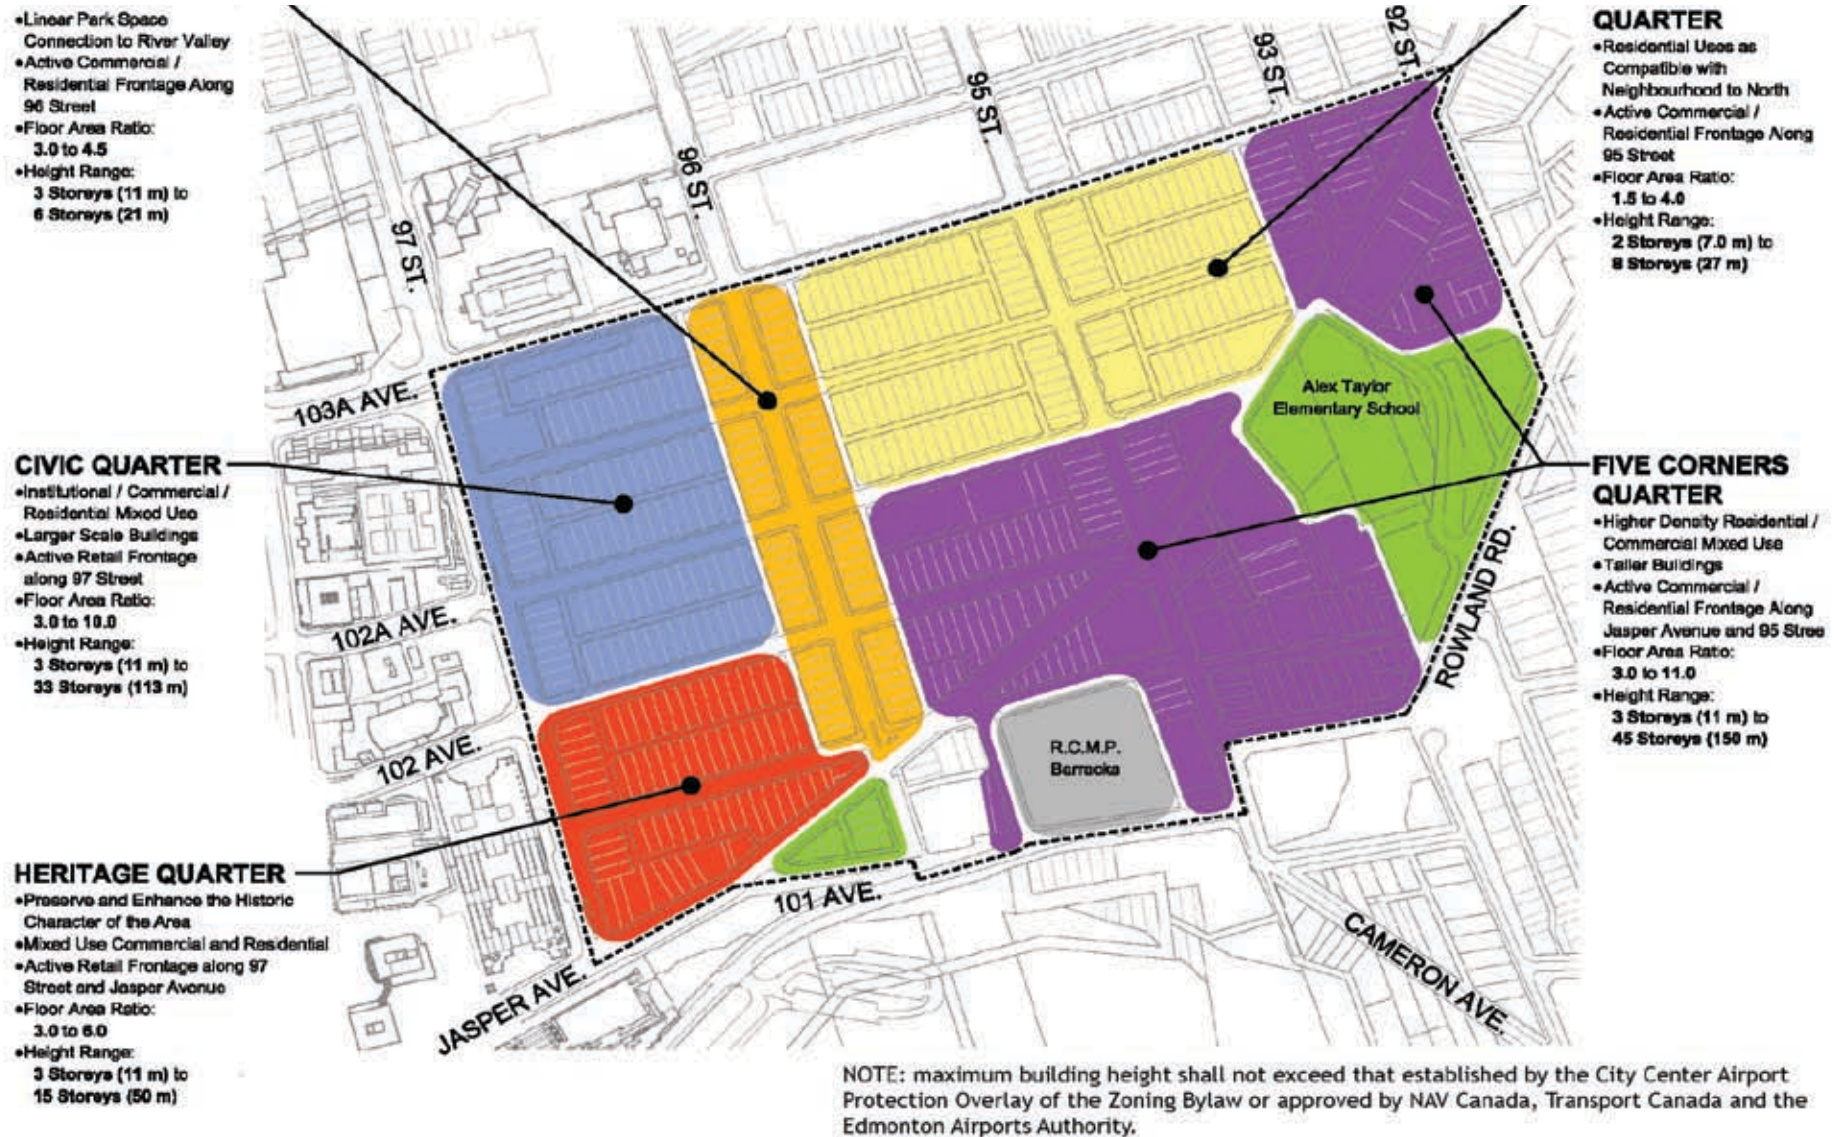 •Linear Park Space
Connection to River Valley
•Active Commercial /
Residential Frontage Along
96 Street
•Floor Area Ratio:
3.0 to 4.5
•Height Range:
3 Storeys (11 m) to
6 Storeys (21 m)
CIVIC QUARTER
•Institutional / Commercial /
Residential Mixed Use
•Larger Scale Buildings
•Active Retail Frontage
along 97 Street
•Floor Area Ratio:
3.0 to 10.0
•Height Range:
3 Storeys (11 m) to
33 Storeys (113 m)
HERITAGE QUARTER
•Preserve and Enhance the Historic
Character of the Area
•Mixed Use Commercial and Residential
•Active Retail Frontage along 97
Street and Jasper Avenue
•Floor Area Ratio:
3.0 to 6.0
•Height Range:
3 Storeys (11 m) to
15 Storeys (50 m)
97 ST.
96 ST.
95 ST.
93 ST.
92 ST.
103A AVE.
102A AVE.
102 AVE.
JASPER AVE.
101 AVE.
CAMERON AVE.
ROWLAND RD.
Alex Taylor
Elementary School
R.C.M.P.
Barracks
QUARTER
•Residential Uses as
Compatible with
Neighbourhood to North
•Active Commercial /
Residential Frontage Along
95 Street
•Floor Area Ratio:
1.5 to 4.0
•Height Range:
2 Storeys (7.0 m) to
8 Storeys (27 m)
FIVE CORNERS
QUARTER
•Higher Density Residential /
Commercial Mixed Use
•Taller Buildings
•Active Commercial /
Residential Frontage Along
Jasper Avenue and 95 Stree
•Floor Area Ratio:
3.0 to 11.0
•Height Range:
3 Storeys (11 m) to
45 Storeys (150 m)
NOTE: maximum building height shall not exceed that established by the City Center Airport
Protection Overlay of the Zoning Bylaw or approved by NAV Canada, Transport Canada and the
Edmonton Airports Authority.